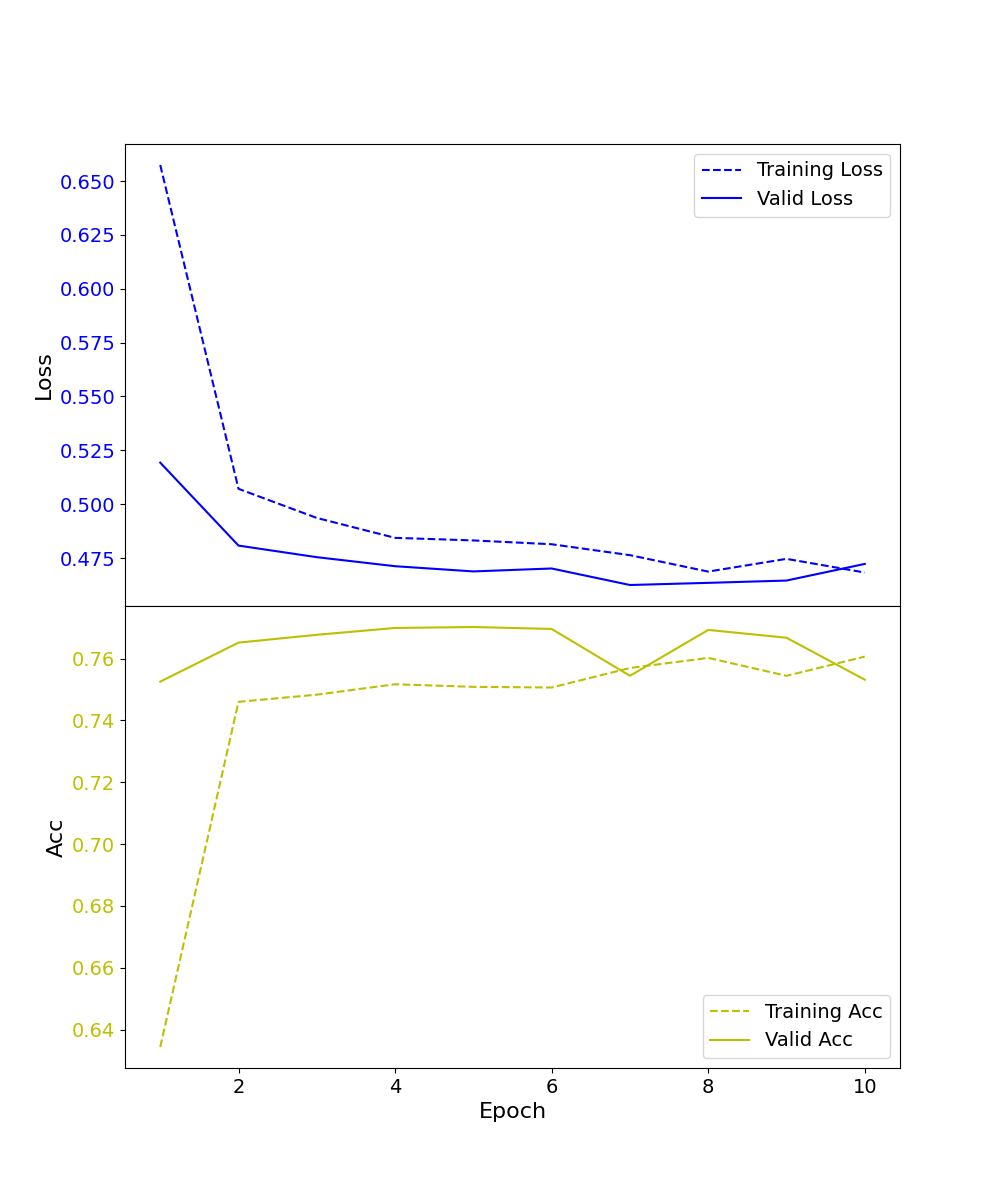 Training Loss
Valid Loss
0.650
0.625
0.600
0.575
0.550
0.525
0.500
0.475
Loss
0.76
0.74
0.72
0.70
0.68
0.66
0.64
Acc
Training Acc
Valid Acc
2 4 6 8 10
Epoch